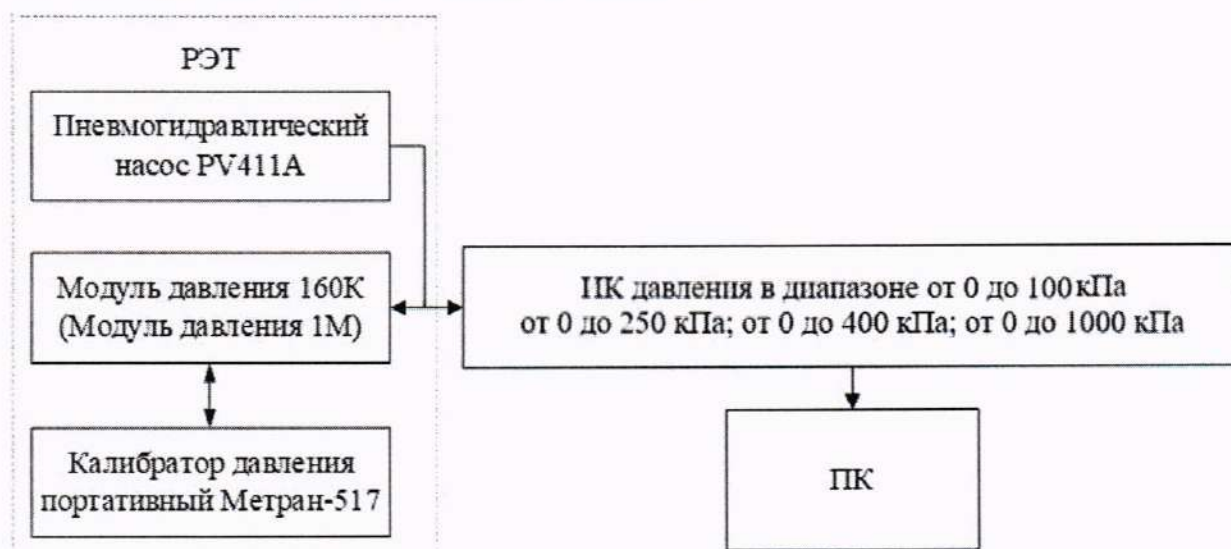 РЭТ
Пневмогидравлический
насос PV411A
Модуль давления 160К
(Модуль давления 1М)
Калибратор давления
портативный Метран-517
ИК давления в диапазоне от 0 до 100 кПа
от 0 до 250 кПа; от 0 до 400 кПа; от 0 до 1000 кПа
ПК